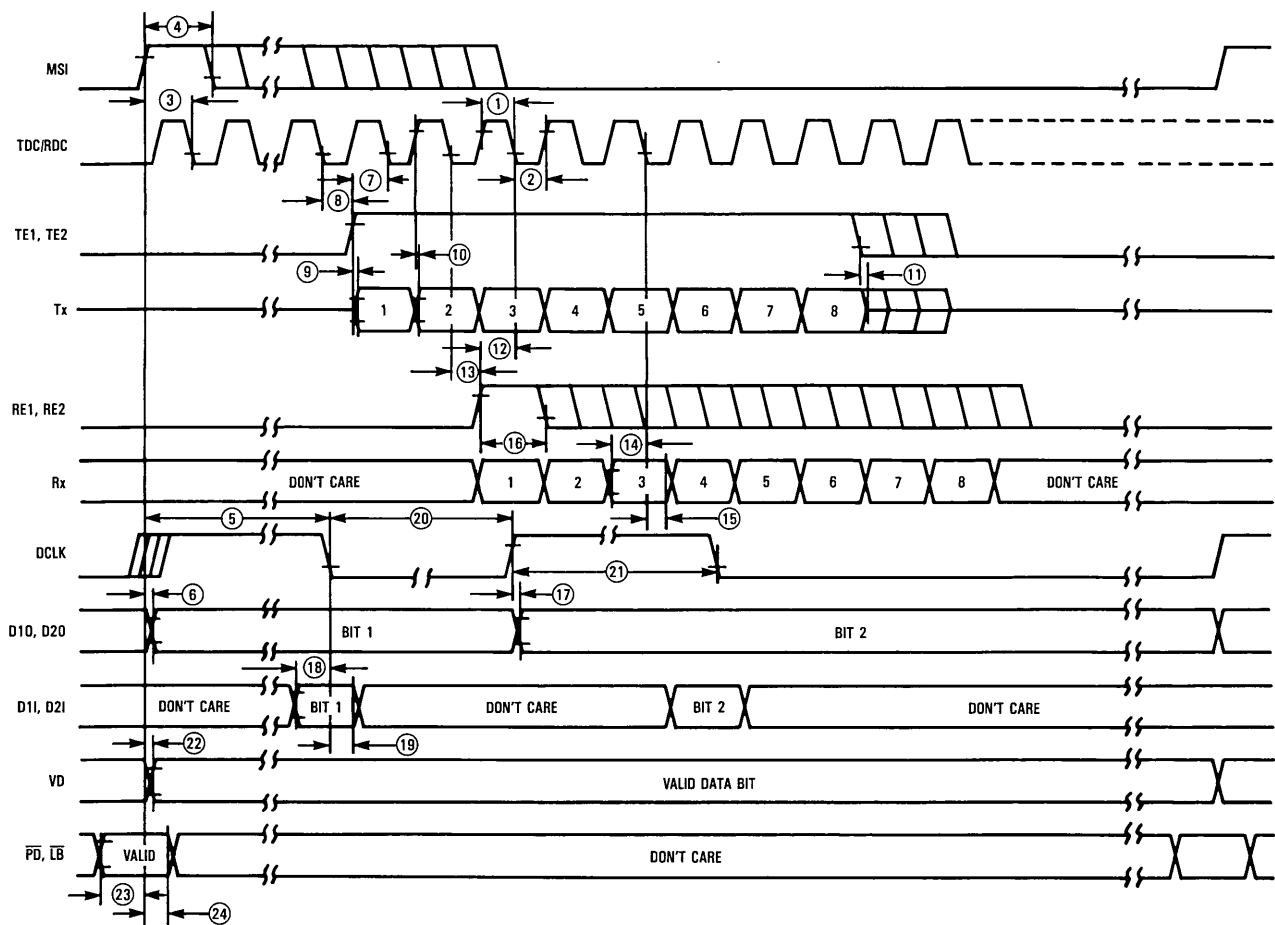 ④
MSI
③
①
TDC/RDC
⑦
②
⑧
TE1, TE2
⑩
⑨
⑪
Tx
1 2 3 4 5 6 7 8
⑫
⑬
RE1, RE2
⑯
⑭
Rx
DON'T CARE 1 2 3 4 5 6 7 8 DON'T CARE
⑤ ⑳ ⑮
DCLK
㉑
⑥ ⑰
D1O, D2O BIT 1 BIT 2
⑱
D1I, D2I DON'T CARE BIT 1 DON'T CARE BIT 2 DON'T CARE
㉒ ⑲
VD VALID DATA BIT
PD, LB VALID DON'T CARE
㉓
㉔